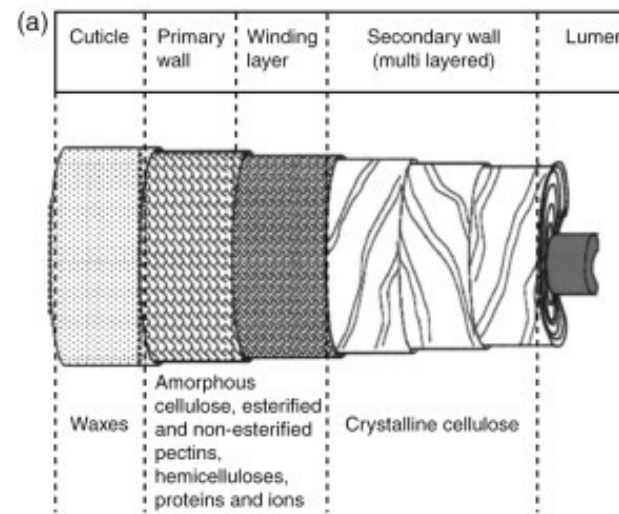 (a)
Cuticle
Primary
wall
Winding
layer
Secondary wall
(multi layered)
Lumen
Waxes
Amorphous
cellulose, esterified
and non-esterified
pectins,
hemicelluloses,
proteins and ions
Crystalline cellulose